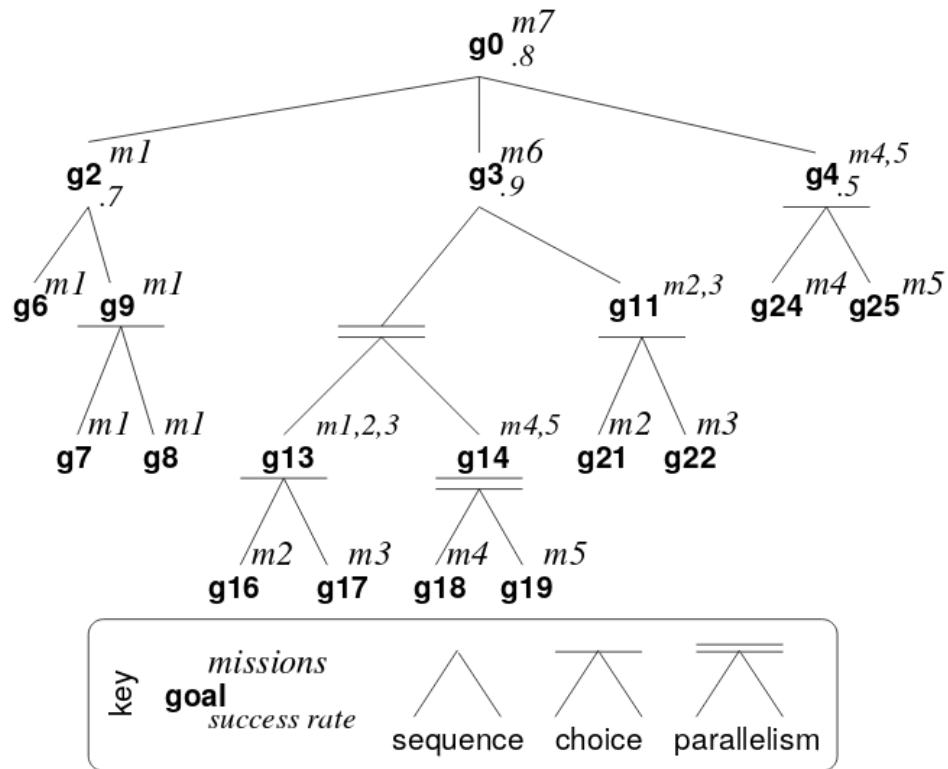 g0 m7 .8
g2 m1 .7 g3 m6 .9 g4 m4,5 .5
g6 m1 g9 m1 g11 m2,3 g24 m4 g25 m5
g7 m1 g8 m1 g13 m1,2,3 g14 m4,5 g21 m2 g22 m3
g16 m2 g17 m3 g18 m4 g19 m5
key
missions
goal
success rate
sequence choice parallelism